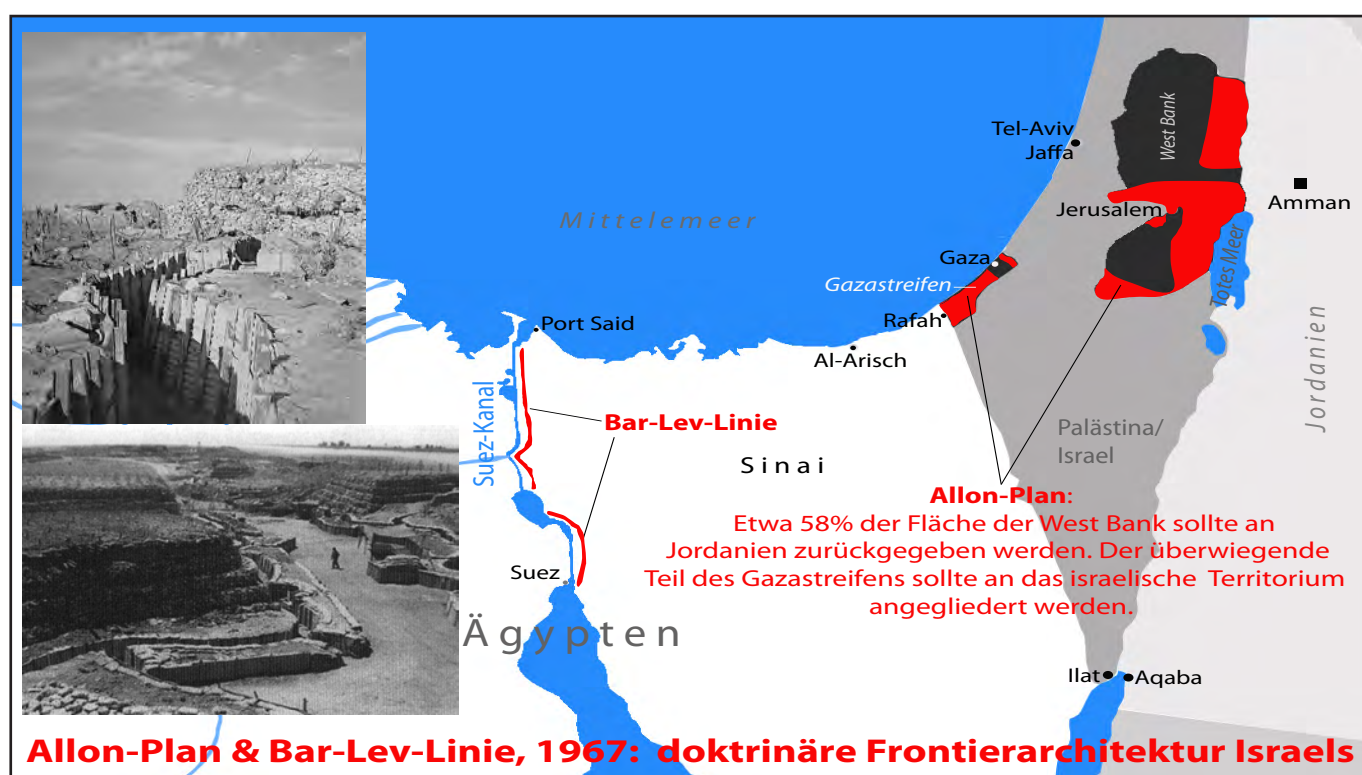 West Bank
Tel-Aviv
Jaffa
Amman
Jerusalem
Mittelemeer
Gaza
Totes Meer
Gazastreifen
Rafah
Port Said
Al-Arisch
Jordanien
Suez-Kanal
Bar-Lev-Linie
Palästina/
Israel
Sinai
Allon-Plan:
Etwa 58% der Fläche der West Bank sollte an
Jordanien zurückgegeben werden. Der überwiegende
Teil des Gazastreifens sollte an das israelische Territorium
angegliedert werden.
Suez
Ägypten
Ilat
Aqaba
Allon-Plan & Bar-Lev-Linie, 1967: doktrinäre Frontierarchitektur Israels